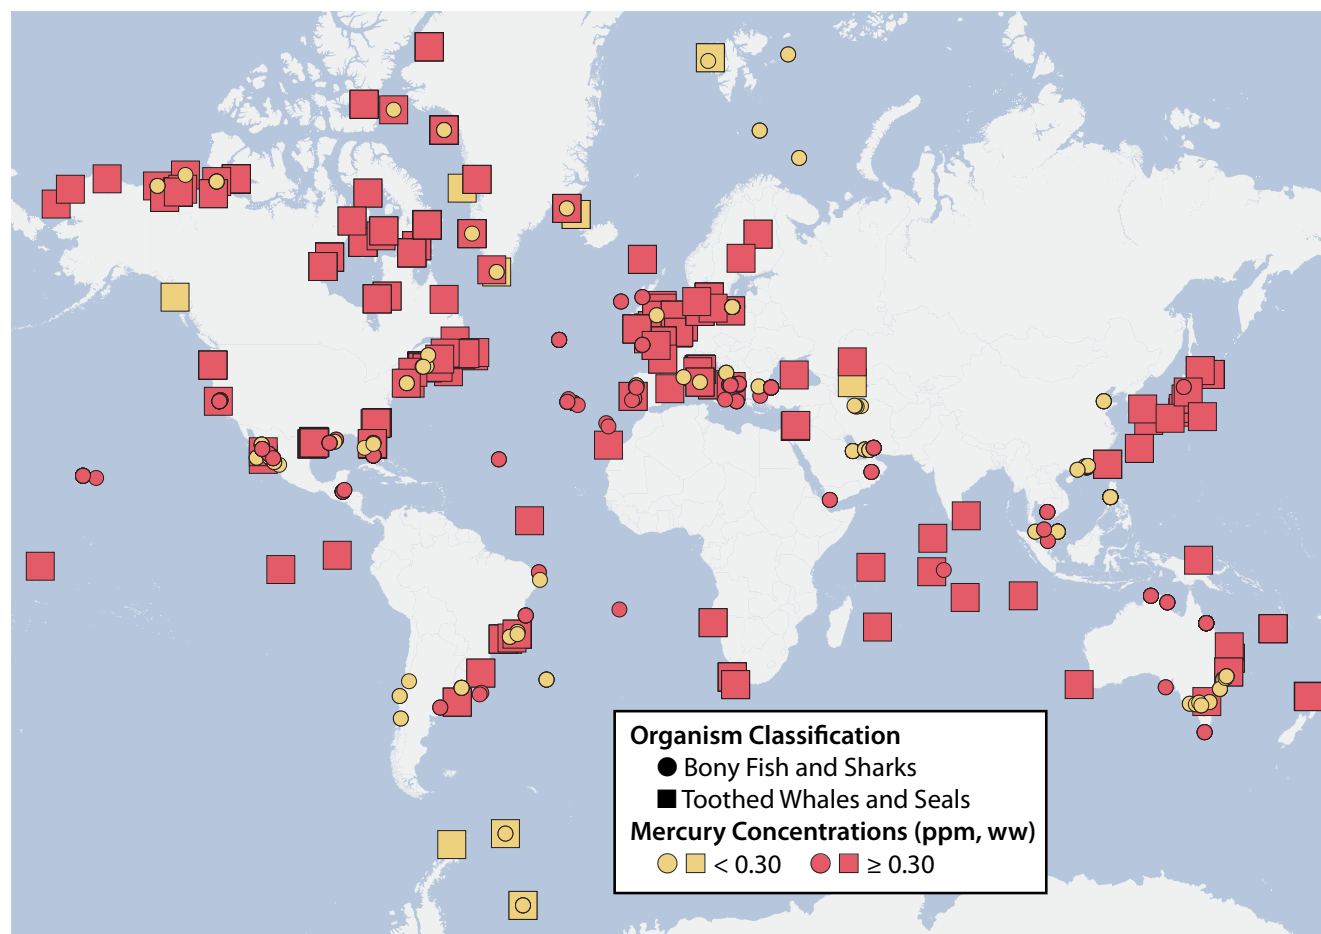 Organism Classification
Bony Fish and Sharks
Toothed Whales and Seals
Mercury Concentrations (ppm, ww)
< 0.30 ≥ 0.30